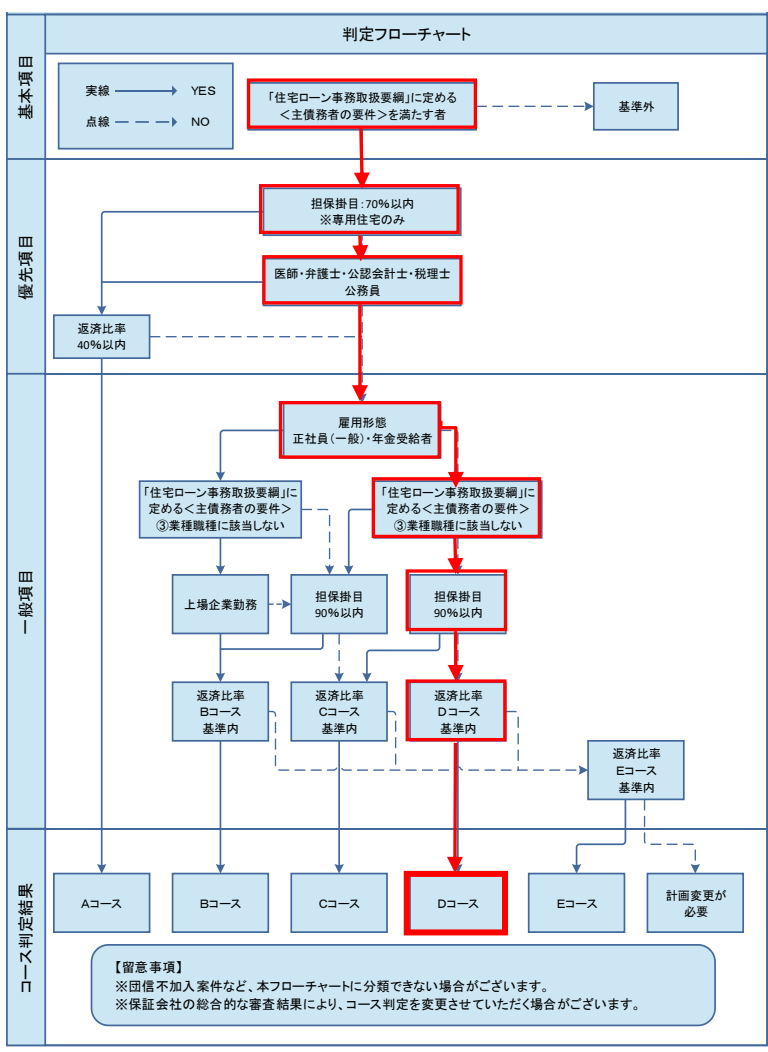 判定フローチャート
基本項目
実線 YES
点線 NO
「住宅ローン事務取扱要綱」に定める
＜主債務者の要件＞を満たす者
基準外
優先項目
担保掛目：70%以内
※専用住宅のみ
医師・弁護士・公認会計士・税理士
公務員
返済比率
40%以内
一般項目
雇用形態
正社員（一般）・年金受給者
「住宅ローン事務取扱要綱」に
定める＜主債務者の要件＞
③業種職種に該当しない
「住宅ローン事務取扱要綱」に
定める＜主債務者の要件＞
③業種職種に該当しない
上場企業勤務
担保掛目
90%以内
担保掛目
90%以内
返済比率
Bコース
基準内
返済比率
Cコース
基準内
返済比率
Dコース
基準内
返済比率
Eコース
基準内
コース判定結果
Aコース
Bコース
Cコース
Dコース
Eコース
計画変更が
必要
【留意事項】
※団信不加入案件など、本フローチャートに分類できない場合がございます。
※保証会社の総合的な審査結果により、コース判定を変更させていただく場合がございます。